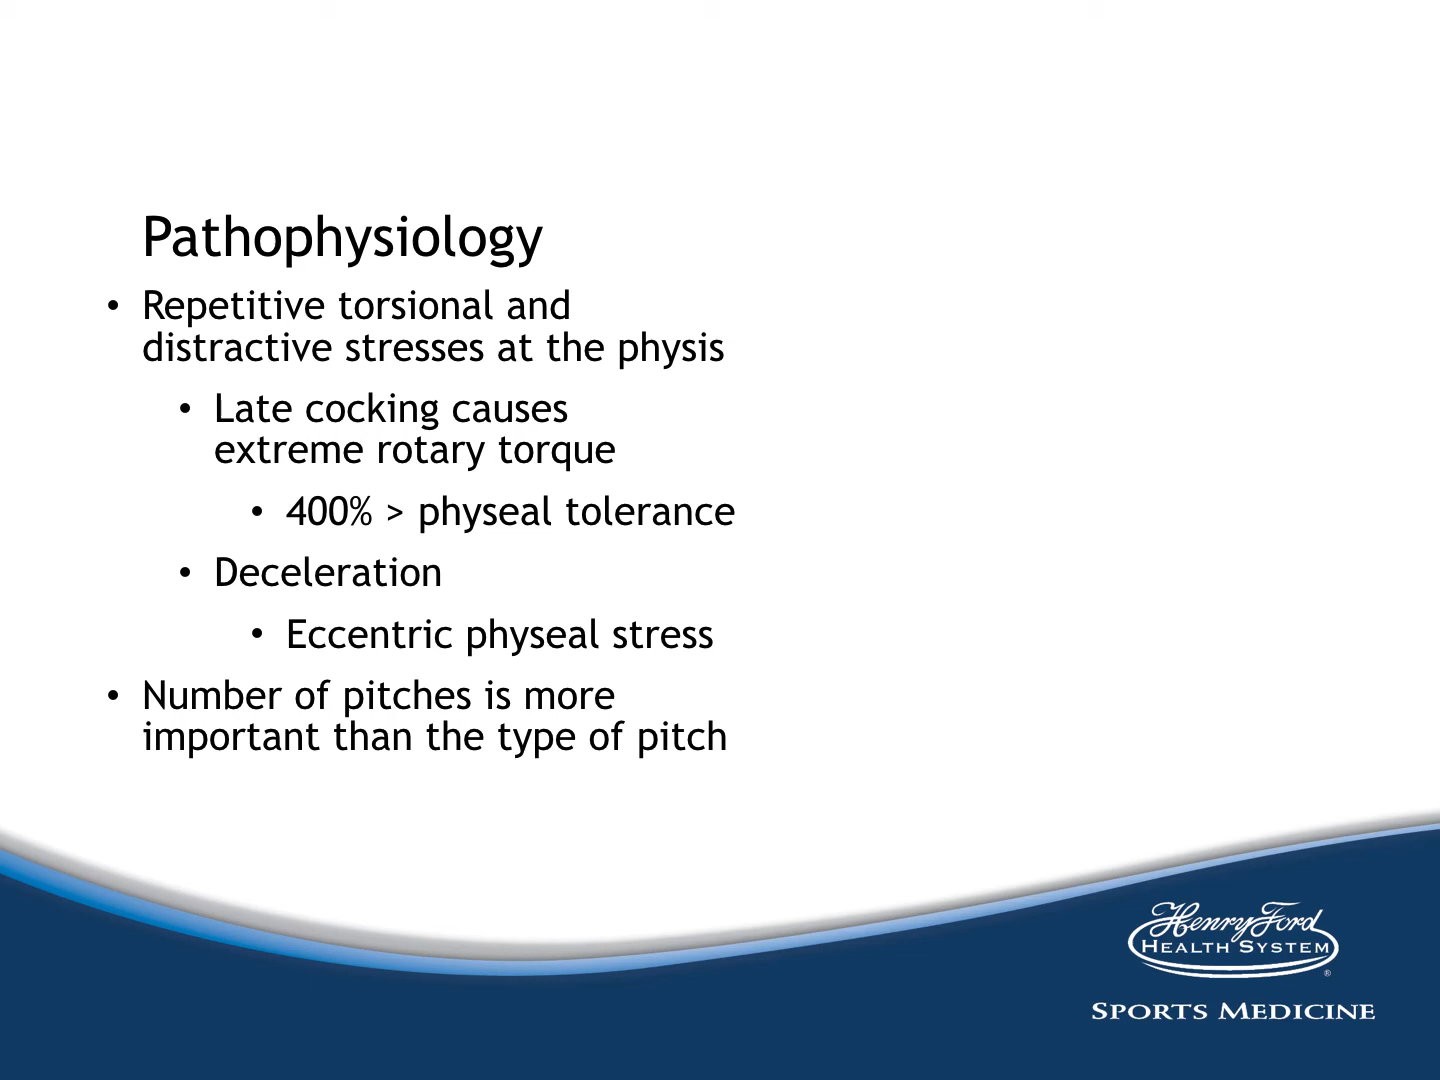 Pathophysiology
• Repetitive torsional and
distractive stresses at the physis
• Late cocking causes
extreme rotary torque
• 400% > physeal tolerance
• Deceleration
• Eccentric physeal stress
• Number of pitches is more
important than the type of pitch
Henry Ford
HEALTH SYSTEM
®
SPORTS MEDICINE